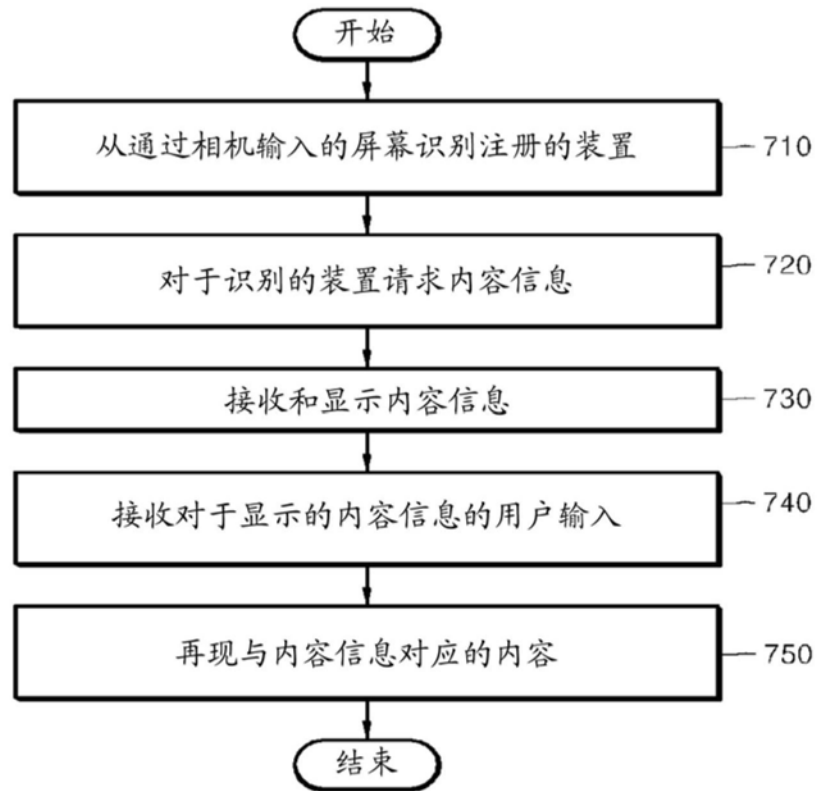 开始
从通过相机输入的屏幕识别注册的装置
710
对于识别的装置请求内容信息
720
接收和显示内容信息
730
接收对于显示的内容信息的用户输入
740
再现与内容信息对应的内容
750
结束